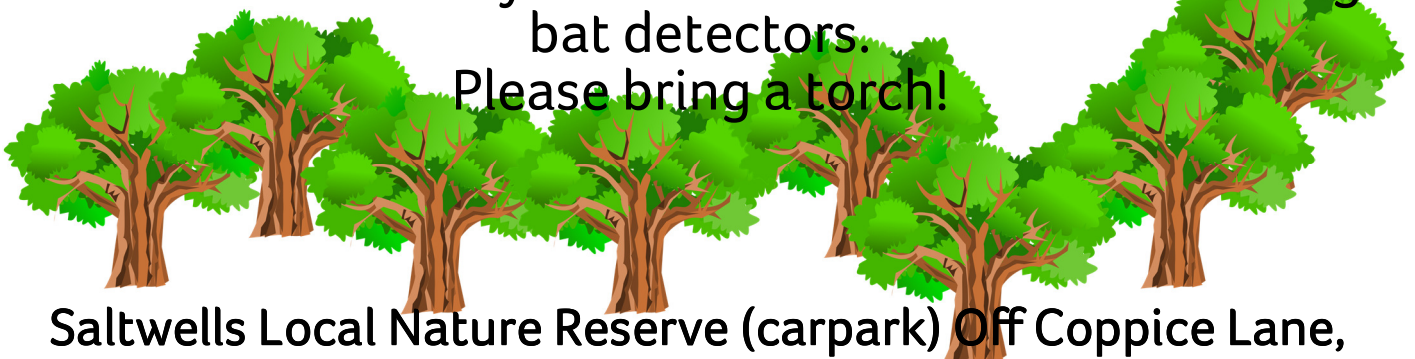 bat detectors.
Please bring a torch!
Saltwells Local Nature Reserve (carpark) Off Coppice Lane,